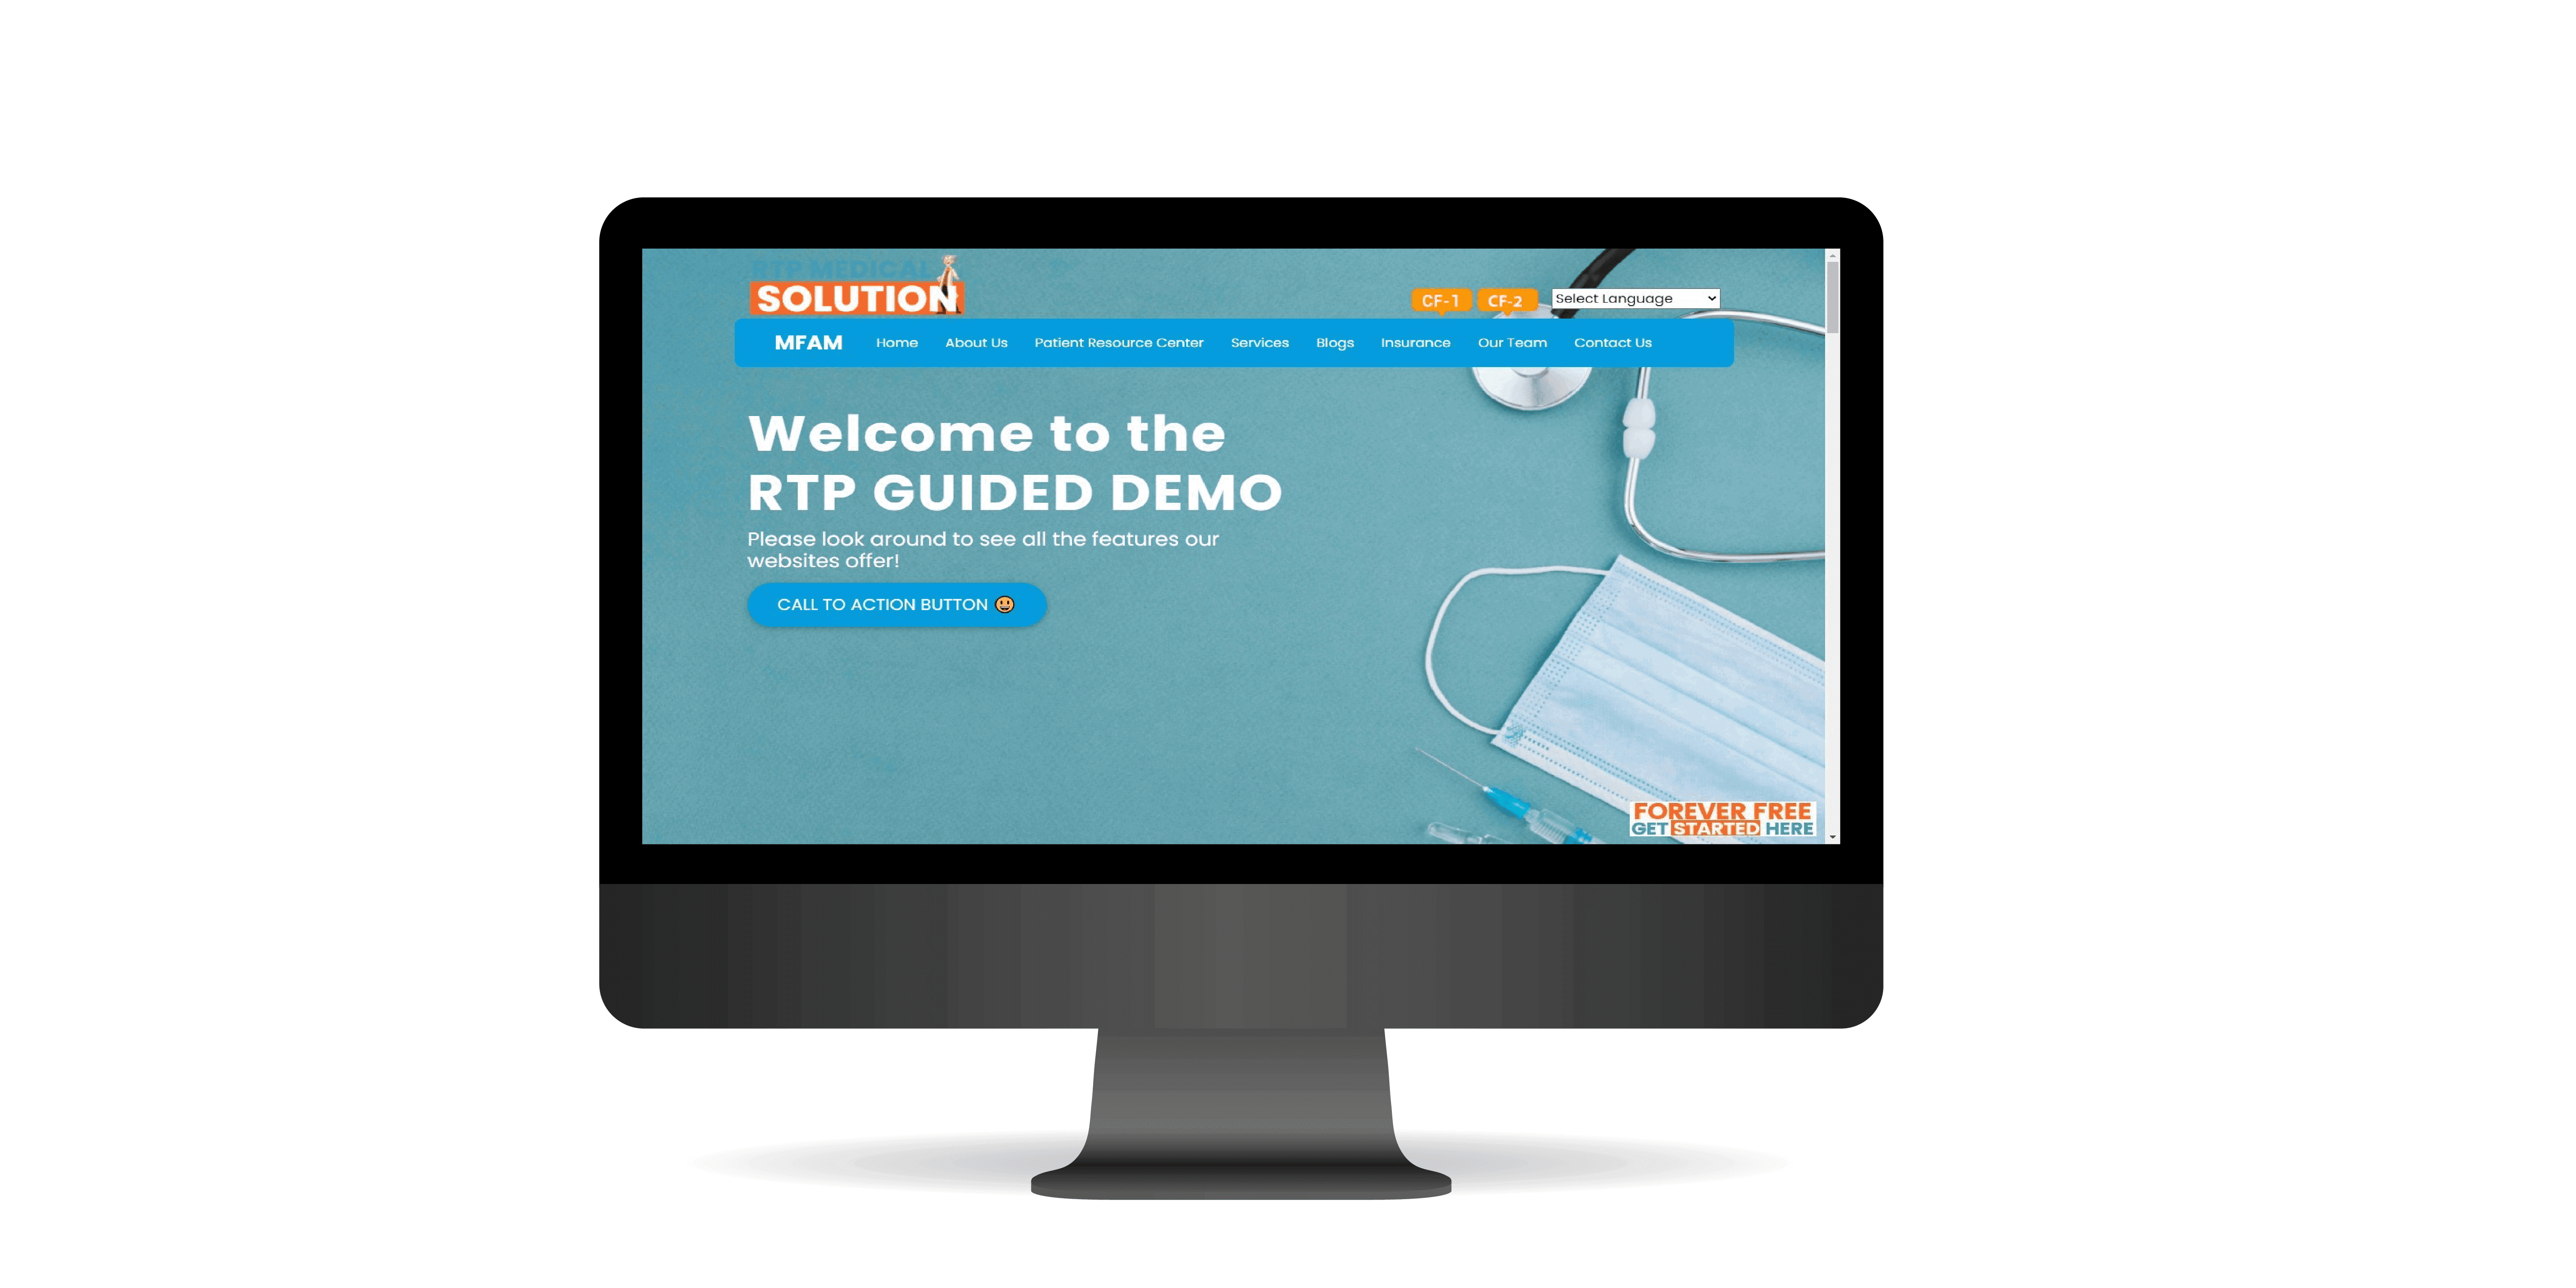 RTP MEDICAL
SOLUTION
CF-1 CF-2 Select Language
MFAM Home About Us Patient Resource Center Services Blogs Insurance Our Team Contact Us
Welcome to the
RTP GUIDED DEMO
Please look around to see all the features our
websites offer!
CALL TO ACTION BUTTON 😃
FOREVER FREE
GET STARTED HERE